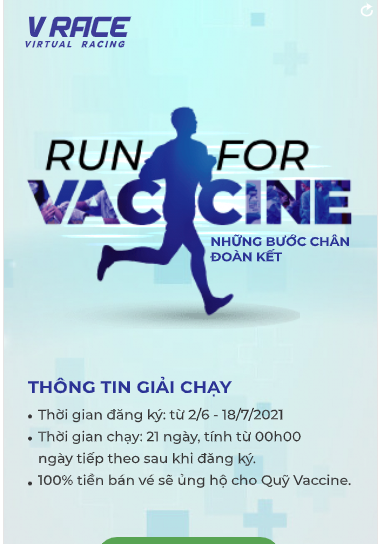 V RACE
VIRTUAL RACING
RUN FOR
VACCINE
NHỮNG BƯỚC CHÂN
ĐOÀN KẾT
THÔNG TIN GIẢI CHẠY
• Thời gian đăng ký: từ 2/6 - 18/7/2021
• Thời gian chạy: 21 ngày, tính từ 00h00
ngày tiếp theo sau khi đăng ký.
• 100% tiền bán vé sẽ ủng hộ cho Quỹ Vaccine.